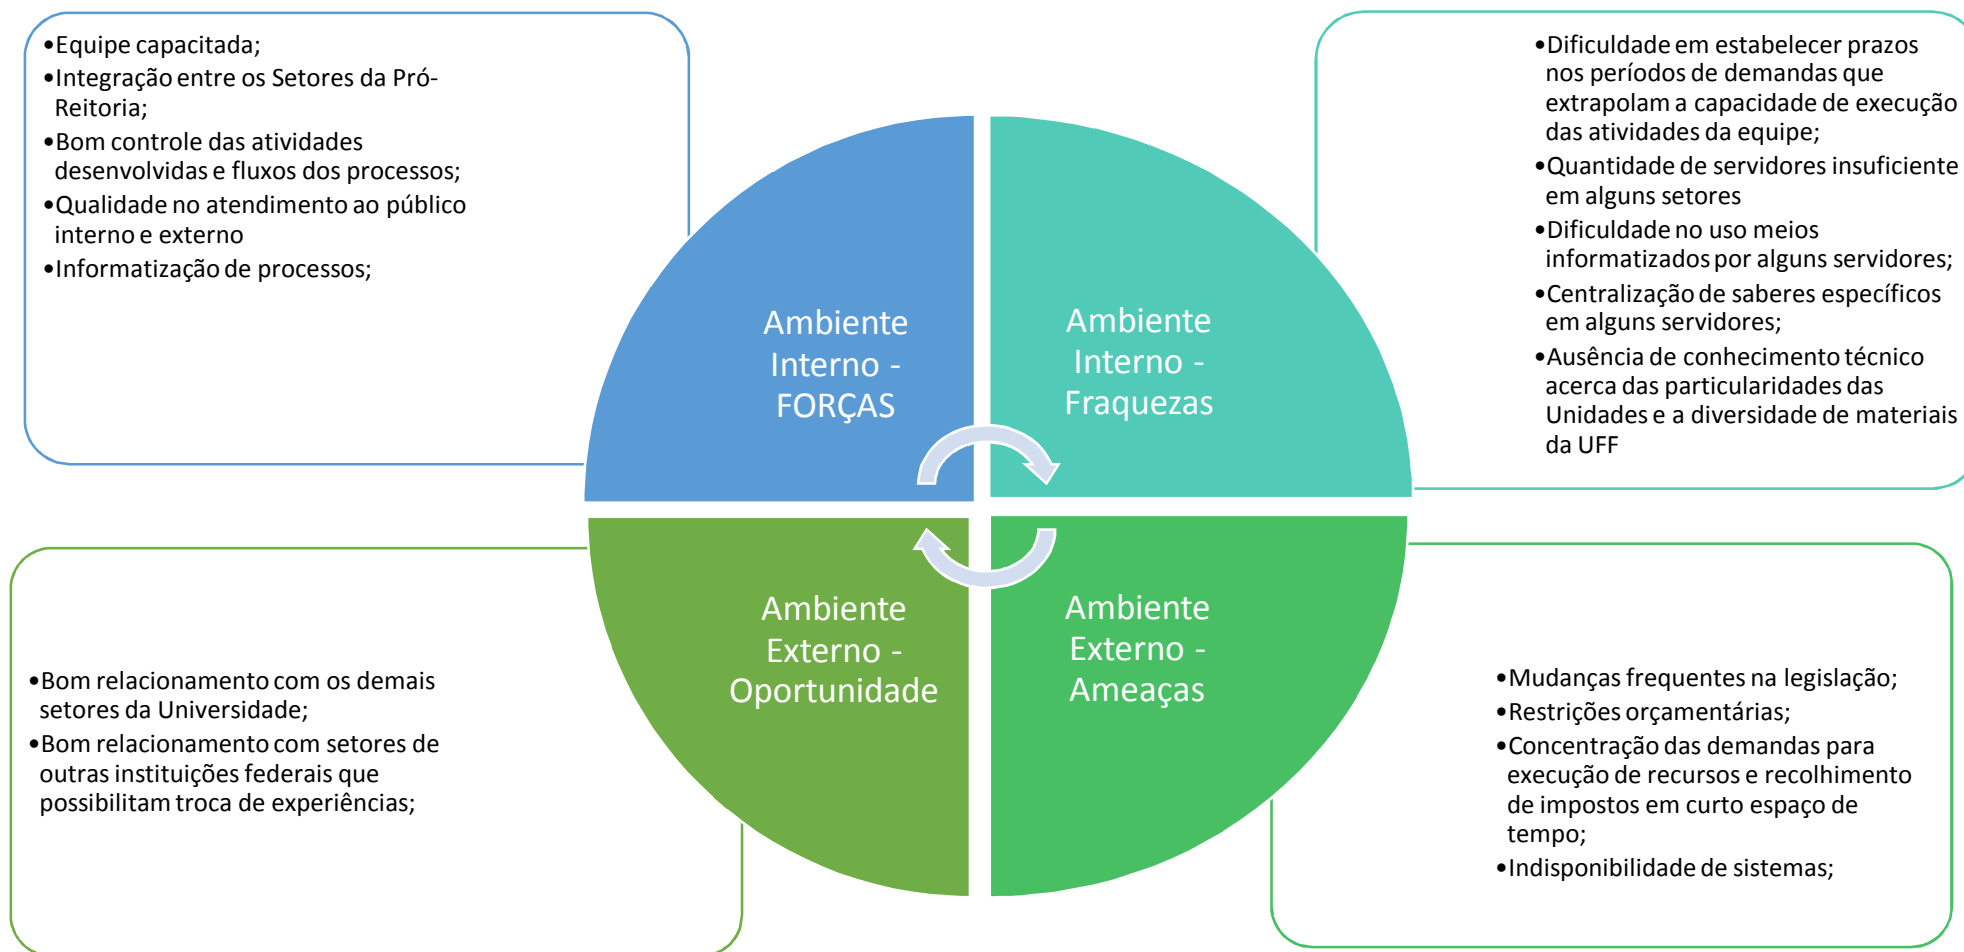 •Equipe capacitada;
•Integração entre os Setores da Pró-
Reitoria;
•Bom controle das atividades
desenvolvidas e fluxos dos processos;
•Qualidade no atendimento ao público
interno e externo
•Informatização de processos;
•Dificuldade em estabelecer prazos
nos períodos de demandas que
extrapolam a capacidade de execução
das atividades da equipe;
•Quantidade de servidores insuficiente
em alguns setores
•Dificuldade no uso meios
informatizados por alguns servidores;
•Centralização de saberes específicos
em alguns servidores;
•Ausência de conhecimento técnico
acerca das particularidades das
Unidades e a diversidade de materiais
da UFF
Ambiente
Interno -
FORÇAS
Ambiente
Interno -
Fraquezas
Ambiente
Externo -
Oportunidade
Ambiente
Externo -
Ameaças
•Bom relacionamento com os demais
setores da Universidade;
•Bom relacionamento com setores de
outras instituições federais que
possibilitam troca de experiências;
•Mudanças frequentes na legislação;
•Restrições orçamentárias;
•Concentração das demandas para
execução de recursos e recolhimento
de impostos em curto espaço de
tempo;
•Indisponibilidade de sistemas;